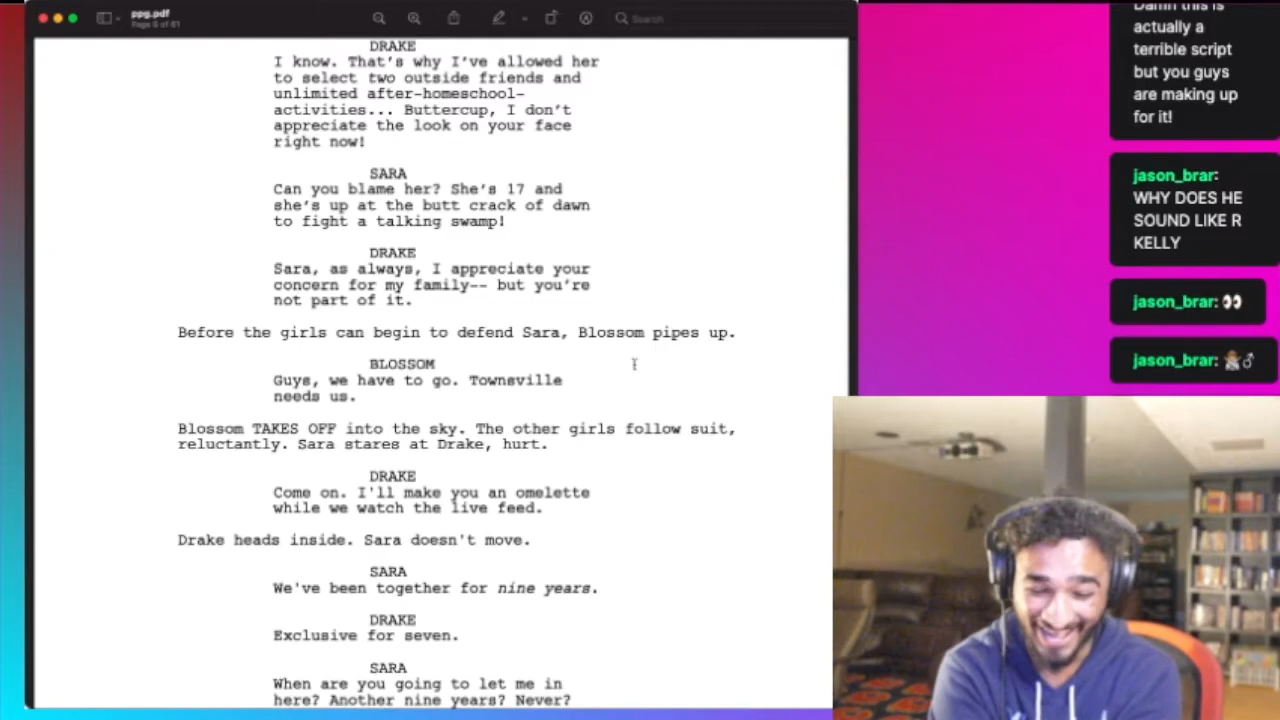 ppg.pdf
Search
DRAKE
I know. That's why I've allowed her
to select two outside friends and
unlimited after-homeschool-
activities... Buttercup, I don't
appreciate the look on your face
right now!
SARA
Can you blame her? She's 17 and
she's up at the butt crack of dawn
to fight a talking swamp!
DRAKE
Sara, as always, I appreciate your
concern for my family-- but you're
not part of it.
Before the girls can begin to defend Sara, Blossom pipes up.
BLOSSOM
Guys, we have to go. Townsville
needs us.
Blossom TAKES OFF into the sky. The other girls follow suit,
reluctantly. Sara stares at Drake, hurt.
DRAKE
Come on. I'll make you an omelette
while we watch the live feed.
Drake heads inside. Sara doesn't move.
SARA
We've been together for nine years.
DRAKE
Exclusive for seven.
SARA
When are you going to let me in
here? Another nine years? Never?
Damn this is
actually a
terrible script
but you guys
are making up
for it!
jason_brar:
WHY DOES HE
SOUND LIKE R
KELLY
jason_brar: 👀
jason_brar: